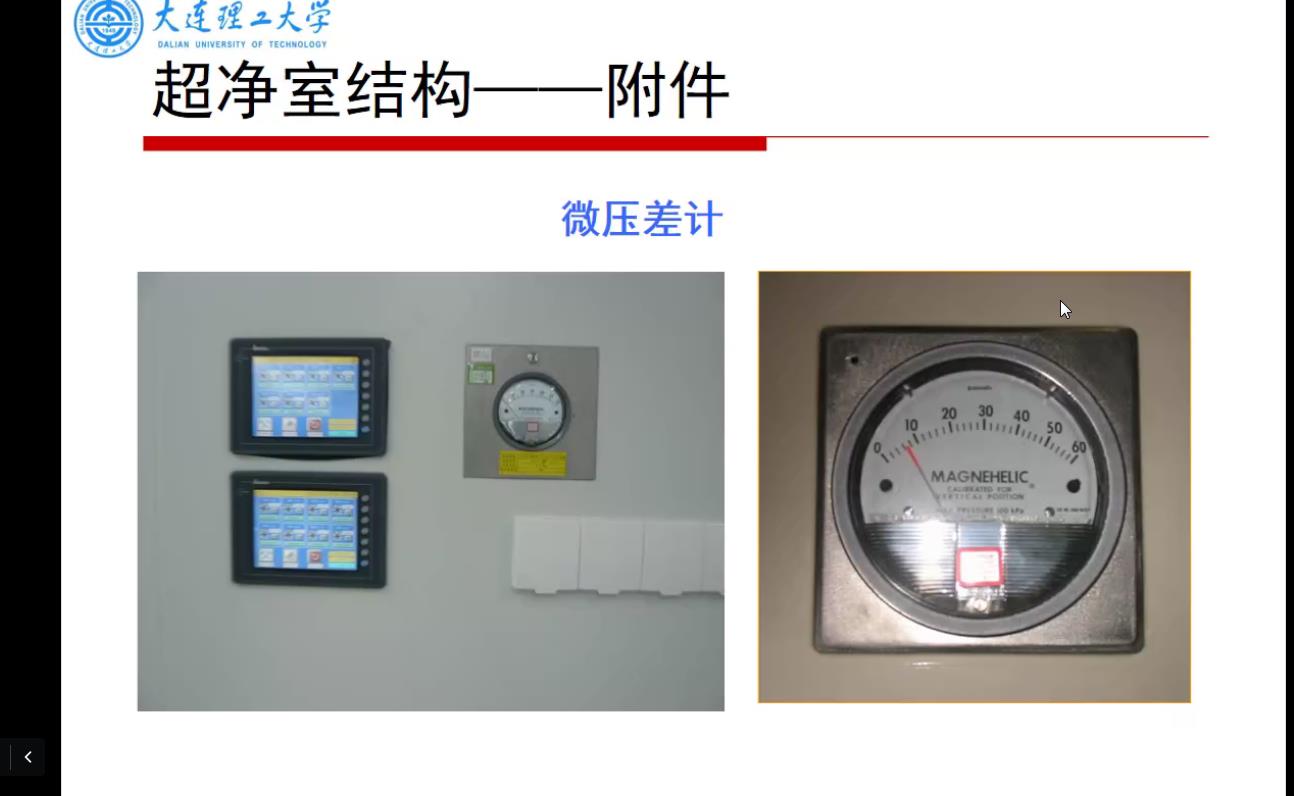 大连理工大学
DALIAN UNIVERSITY OF TECHNOLOGY
超净室结构——附件
微压差计
0 10 20 30 40 50 60
MAGNEHELIC
CALIBRATED FOR
VERTICAL POSITION
MAX. PRESSURE 100 kPa